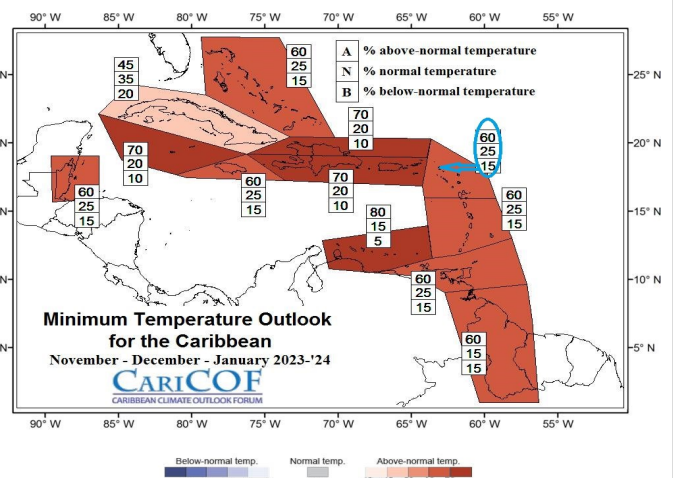 90° W 85° W 80° W 75° W 70° W 65° W 60° W 55° W
A % above-normal temperature
N % normal temperature
B % below-normal temperature
45
35
20
60
25
15
70
20
10
60
25
15
25° N
20° N
15° N
10° N
5° N
70
20
10
60
25
15
60
25
15
70
20
10
60
25
15
80
15
5
60
25
15
60
15
15
Minimum Temperature Outlook
for the Caribbean
November - December - January 2023-'24
CARICOF
CARIBBEAN CLIMATE OUTLOOK FORUM
90° W 85° W 80° W 75° W 70° W 65° W 60° W 55° W
Below-normal temp. Normal temp. Above-normal temp.